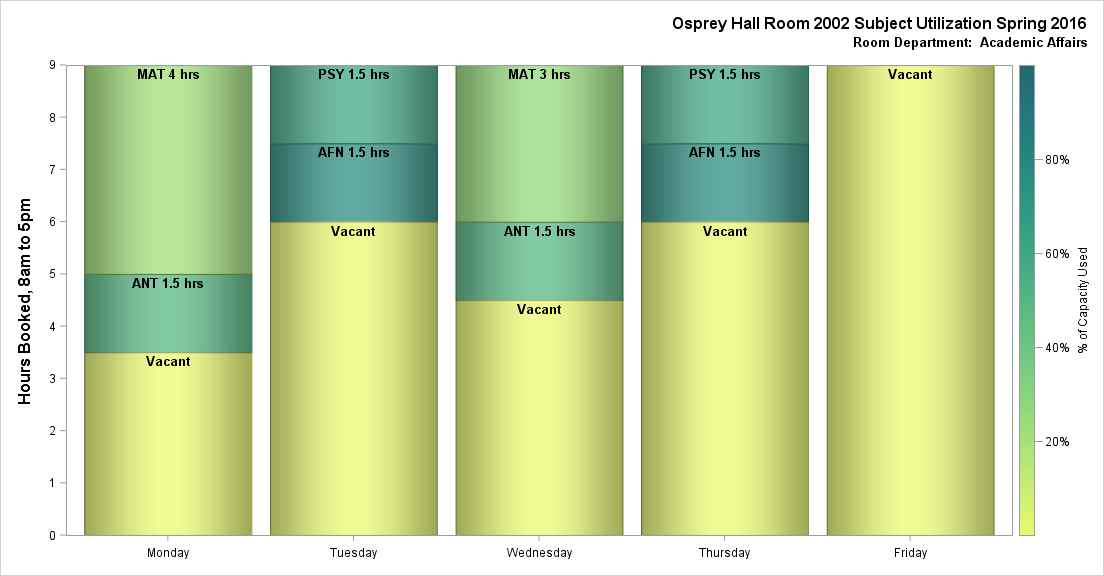 Osprey Hall Room 2002 Subject Utilization Spring 2016
Room Department: Academic Affairs
Hours Booked, 8am to 5pm
9
8
7
6
5
4
3
2
1
0
MAT 4 hrs
ANT 1.5 hrs
Vacant
PSY 1.5 hrs
AFN 1.5 hrs
Vacant
MAT 3 hrs
ANT 1.5 hrs
Vacant
PSY 1.5 hrs
AFN 1.5 hrs
Vacant
Vacant
Monday
Tuesday
Wednesday
Thursday
Friday
80%
60%
40%
20%
% of Capacity Used